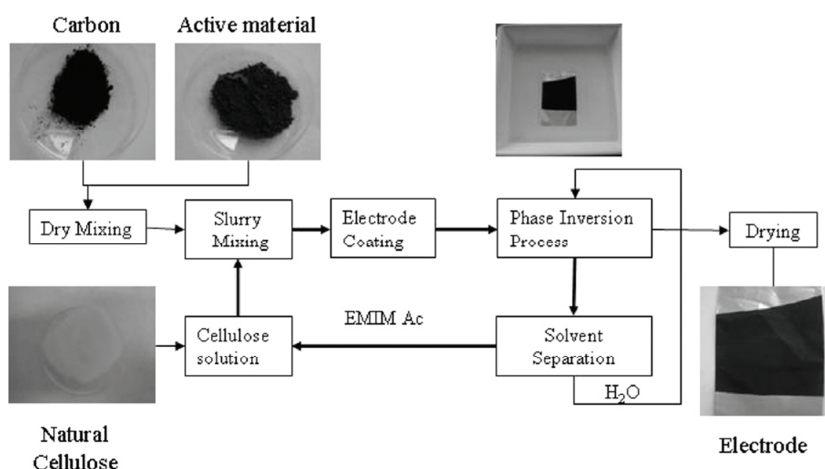 Carbon
Active material
Dry Mixing
Slurry
Mixing
Electrode
Coating
Phase Inversion
Process
Drying
EMIM Ac
Cellulose
solution
Solvent
Separation
H₂O
Natural
Cellulose
Electrode